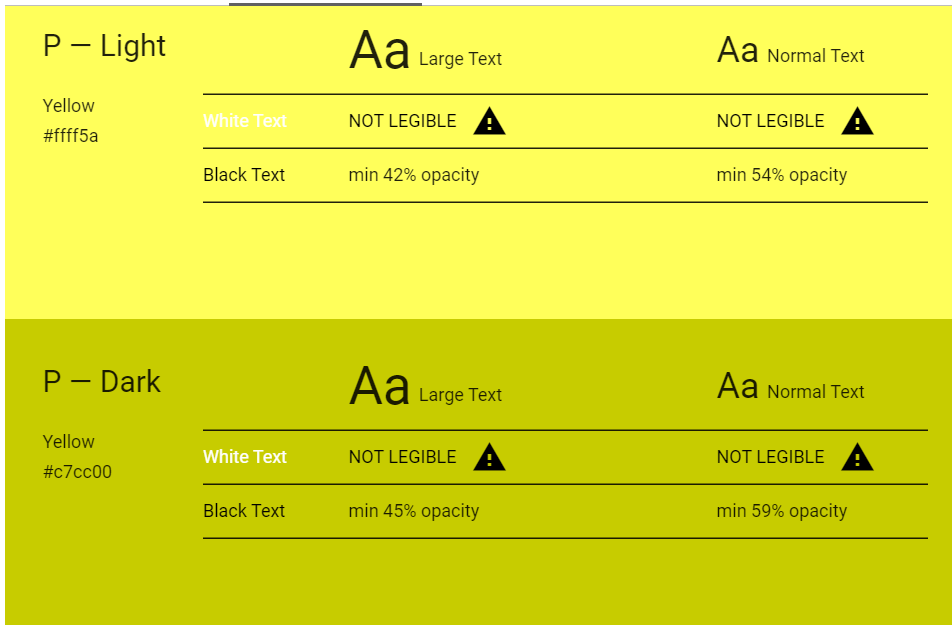 P — Light
Aa Large Text
Aa Normal Text
Yellow
#ffff5a
White Text NOT LEGIBLE NOT LEGIBLE
Black Text min 42% opacity min 54% opacity
P — Dark
Aa Large Text
Aa Normal Text
Yellow
#c7cc00
White Text NOT LEGIBLE NOT LEGIBLE
Black Text min 45% opacity min 59% opacity